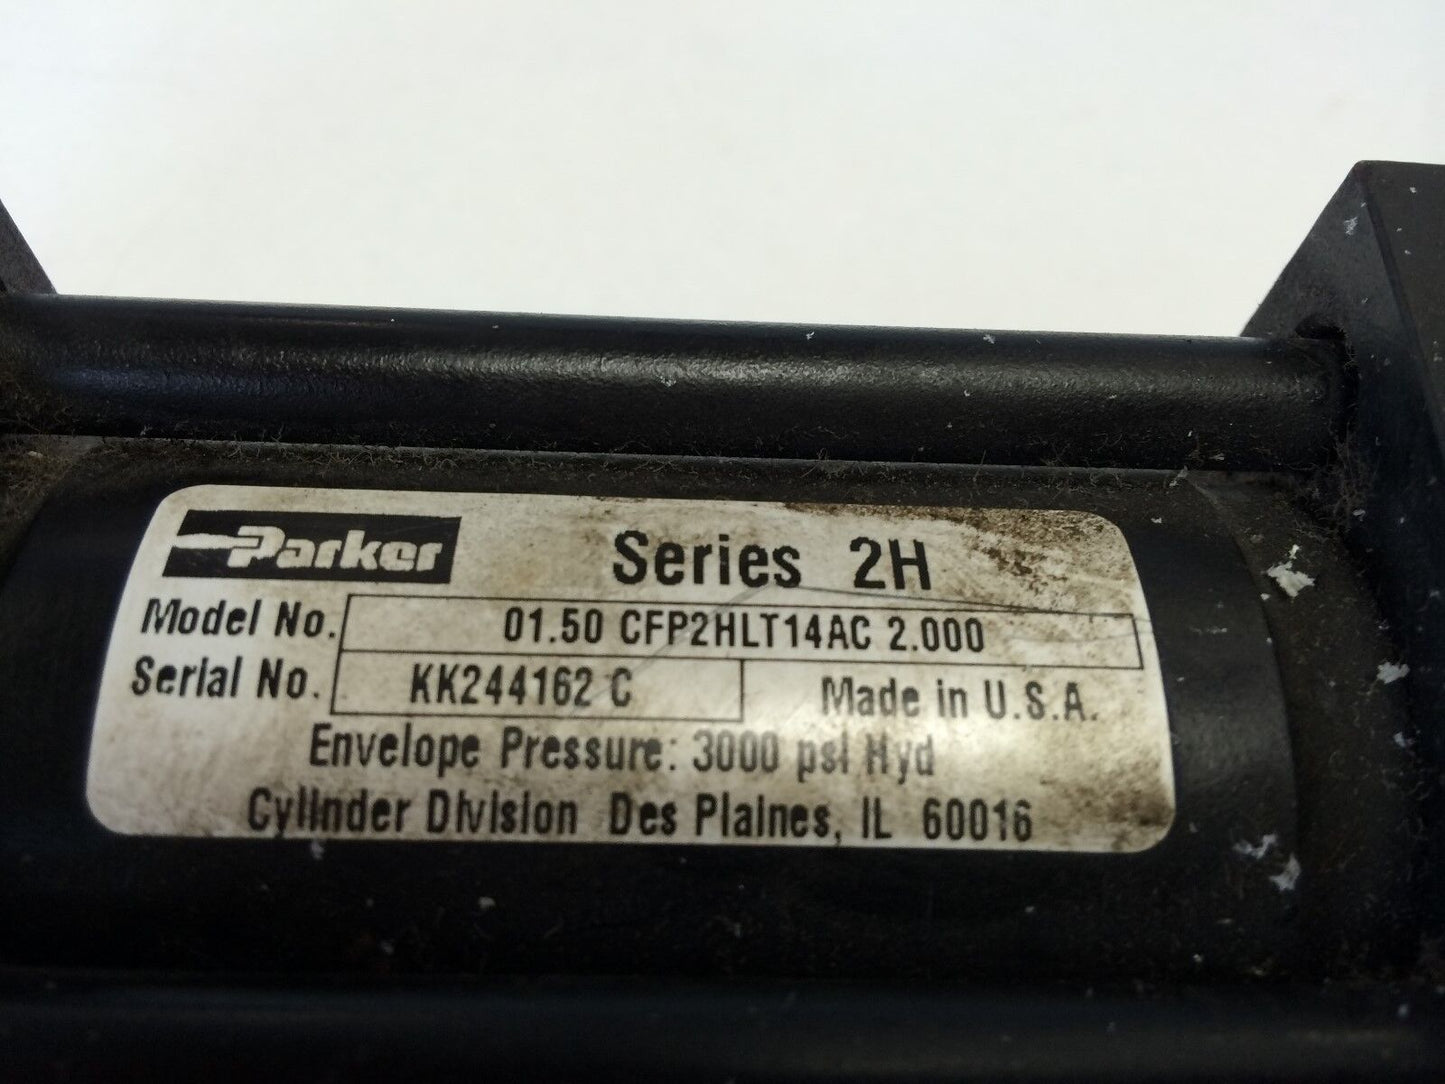 Parker Series 2H
Model No. 01.50 CFP2HLT14AC 2.000
Serial No. KK244162 C Made in U.S.A.
Envelope Pressure: 3000 psi Hyd
Cylinder Division Des Plaines, IL 60016